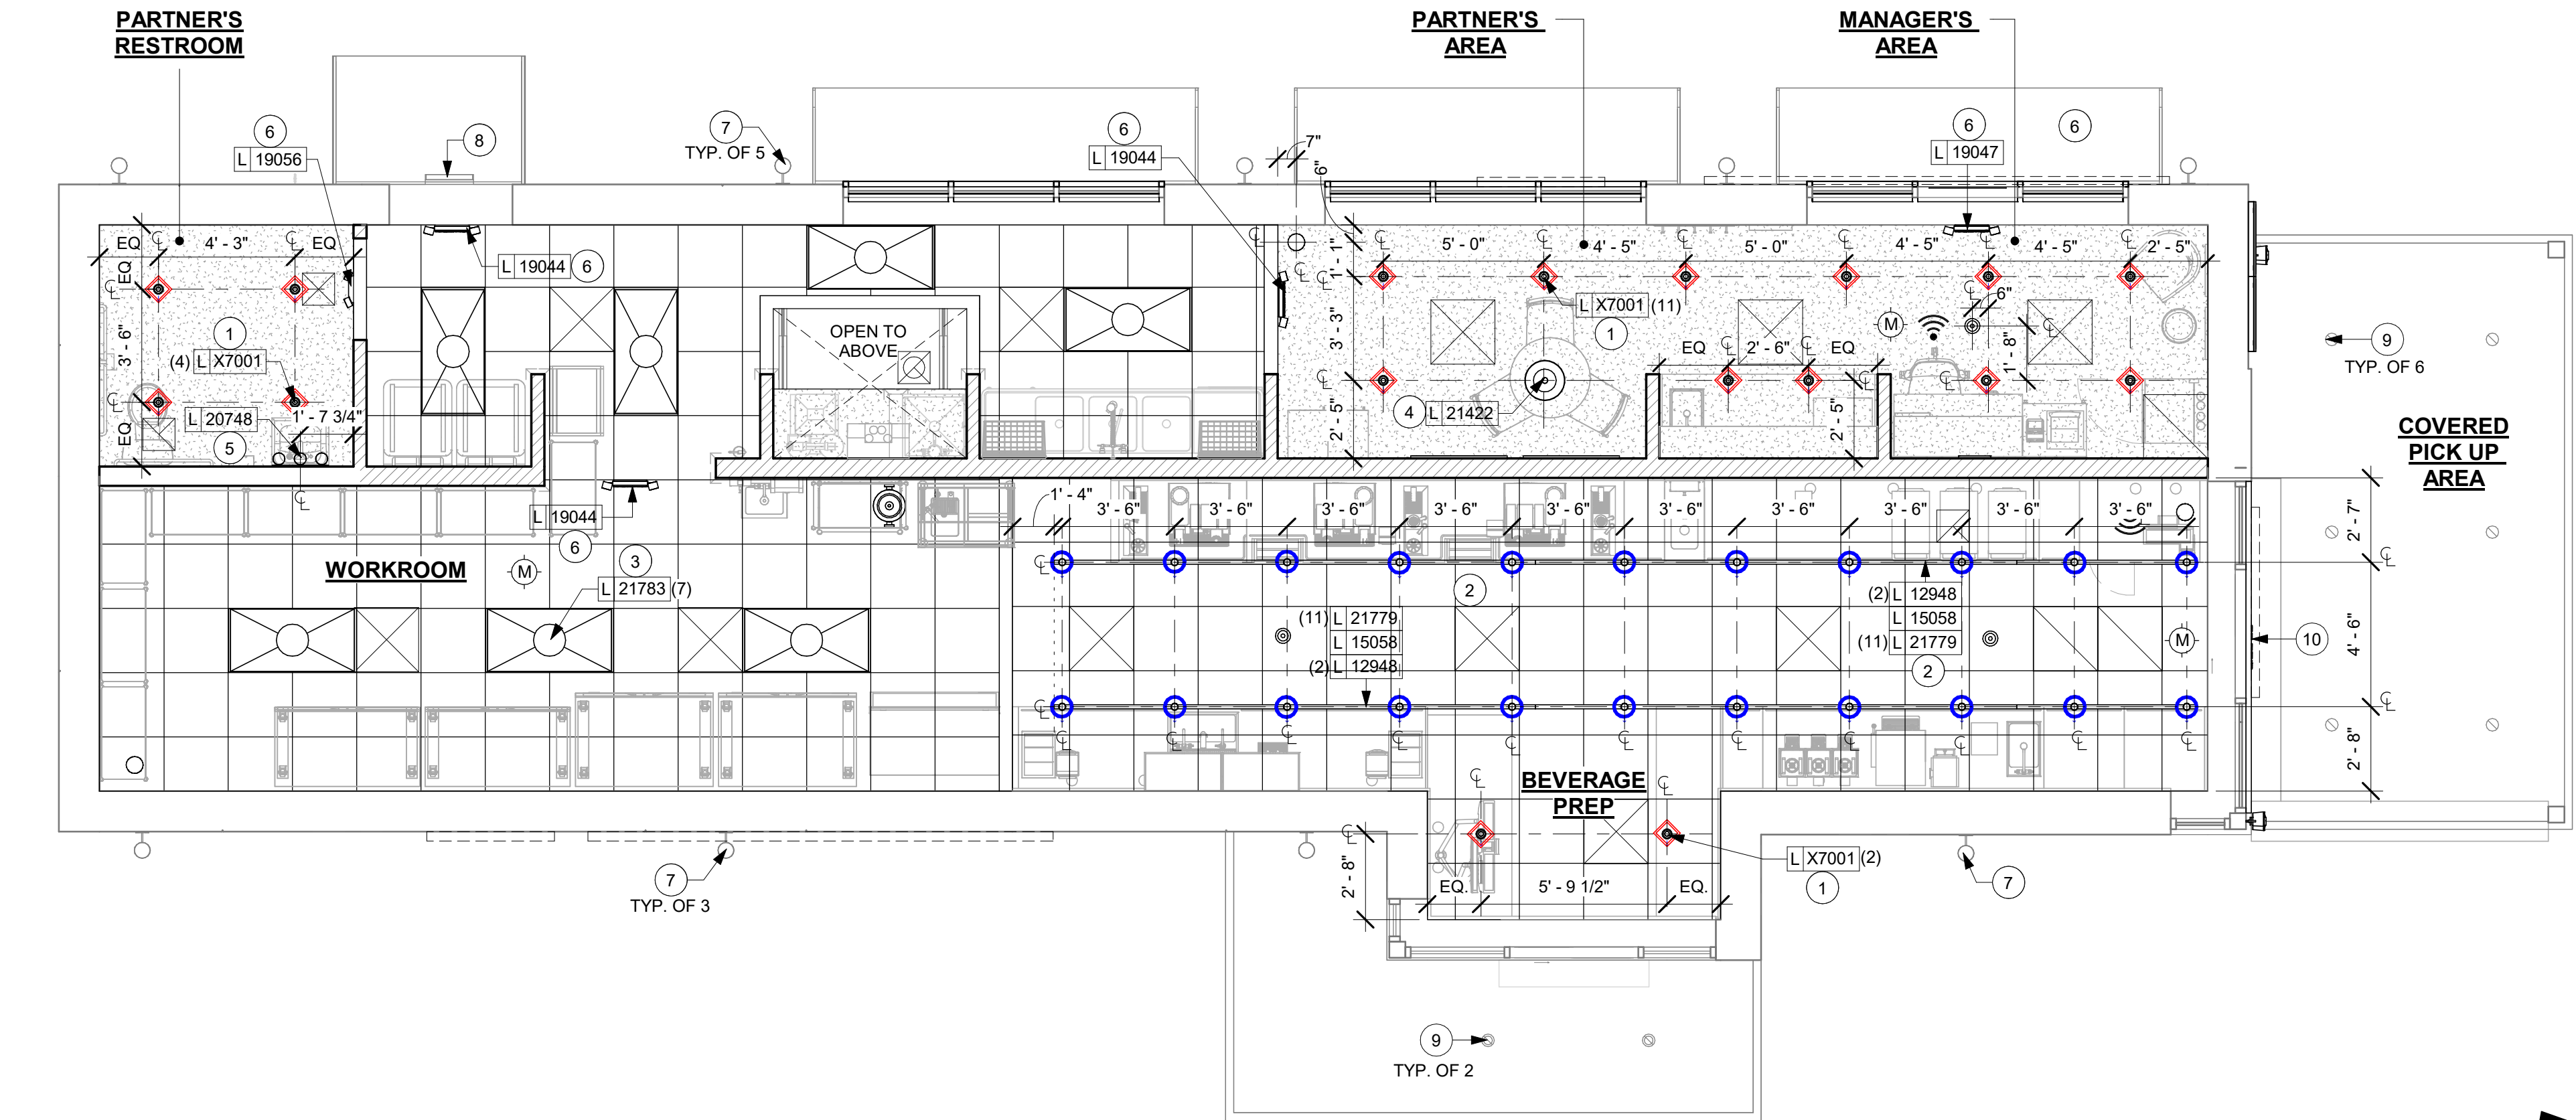 PARTNER'S
RESTROOM
PARTNER'S
AREA
MANAGER'S
AREA
6
L 19056
8
7
TYP. OF 5
6
L 19044
7"
6"
6
L 19047
6
EQ
4' - 3"
EQ
EQ
3' - 6"
EQ
1
(4) L X7001
L 20748
5
1' - 7 3/4"
L 19044 6
OPEN TO
ABOVE
1' - 1"
3' - 3"
2' - 5"
5' - 0"
4' - 5"
5' - 0"
4' - 5"
4' - 5"
2' - 5"
L X7001 (11)
1
4 L 21422
EQ
2' - 6"
EQ
2' - 5"
M
6"
1' - 8"
9
TYP. OF 6
COVERED
PICK UP
AREA
L 19044
6
WORKROOM
M
3
L 21783 (7)
1' - 4"
3' - 6"
3' - 6"
3' - 6"
3' - 6"
3' - 6"
3' - 6"
3' - 6"
3' - 6"
3' - 6"
3' - 6"
2
(11) L 21779
L 15058
(2) L 12948
(2) L 12948
L 15058
(11) L 21779
2
M
10
2' - 7"
4' - 6"
2' - 8"
BEVERAGE
PREP
2' - 8"
EQ.
5' - 9 1/2"
EQ.
L X7001 (2)
1
7
TYP. OF 3
7
9
TYP. OF 2